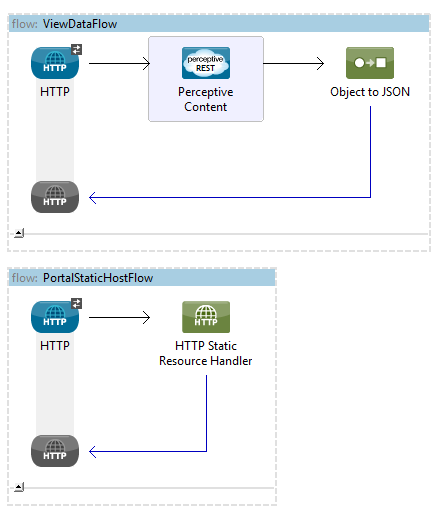 flow: ViewDataFlow
HTTP
perceptive
REST
HTTP
Perceptive
Content
Object to JSON
HTTP
flow: PortalStaticHostFlow
HTTP
HTTP
HTTP
HTTP Static
Resource Handler
HTTP